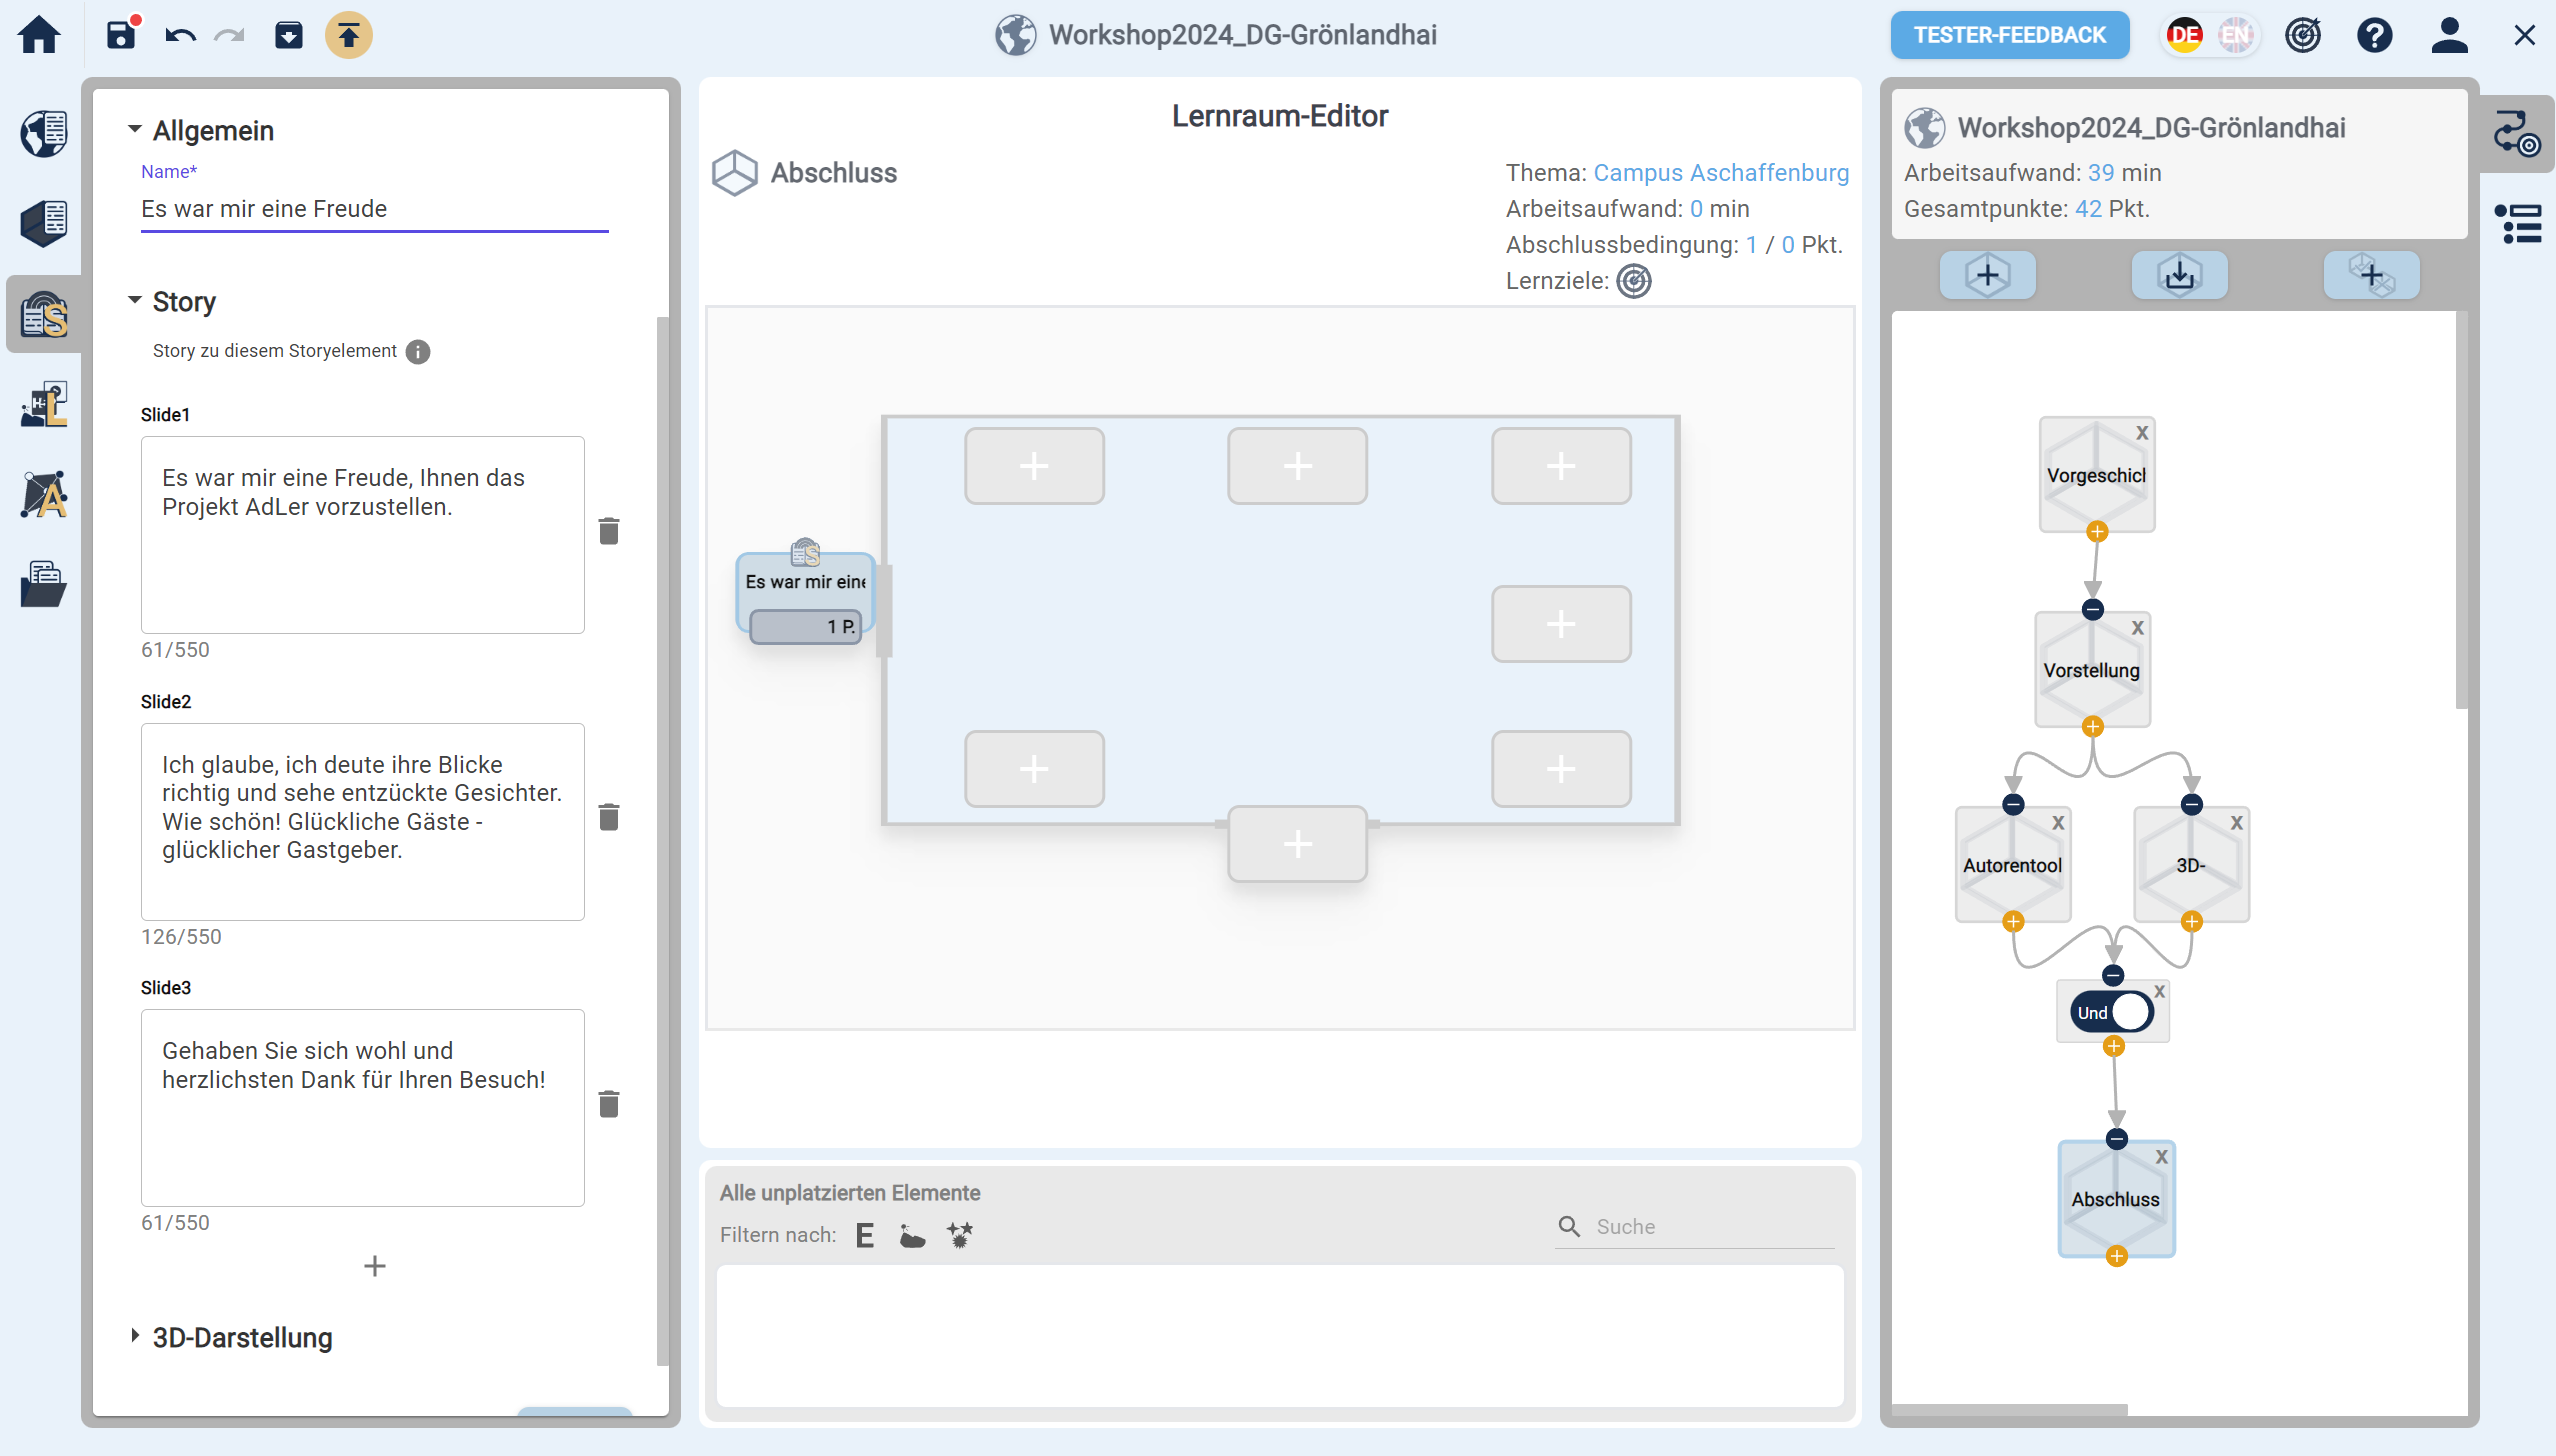 Workshop2024_DG-Grönlandhai
TESTER-FEEDBACK
DE
EN
Allgemein
Name*
Es war mir eine Freude
Story
Story zu diesem Storyelement
Slide1
Es war mir eine Freude, Ihnen das
Projekt AdLer vorzustellen.
61/550
Slide2
Ich glaube, ich deute ihre Blicke
richtig und sehe entzückte Gesichter.
Wie schön! Glückliche Gäste -
glücklicher Gastgeber.
126/550
Slide3
Gehaben Sie sich wohl und
herzlichsten Dank für Ihren Besuch!
61/550
3D-Darstellung
Lernraum-Editor
Abschluss
Thema: Campus Aschaffenburg
Arbeitsaufwand: 0 min
Abschlussbedingung: 1 / 0 Pkt.
Lernziele:
Es war mir eine
1 P.
Alle unplatzierten Elemente
Filtern nach: E
Suche
Workshop2024_DG-Grönlandhai
Arbeitsaufwand: 39 min
Gesamtpunkte: 42 Pkt.
X
Vorgeschich
X
Vorstellung
X
Autorentool
X
3D-
X
Und
X
Abschluss
S
L
A